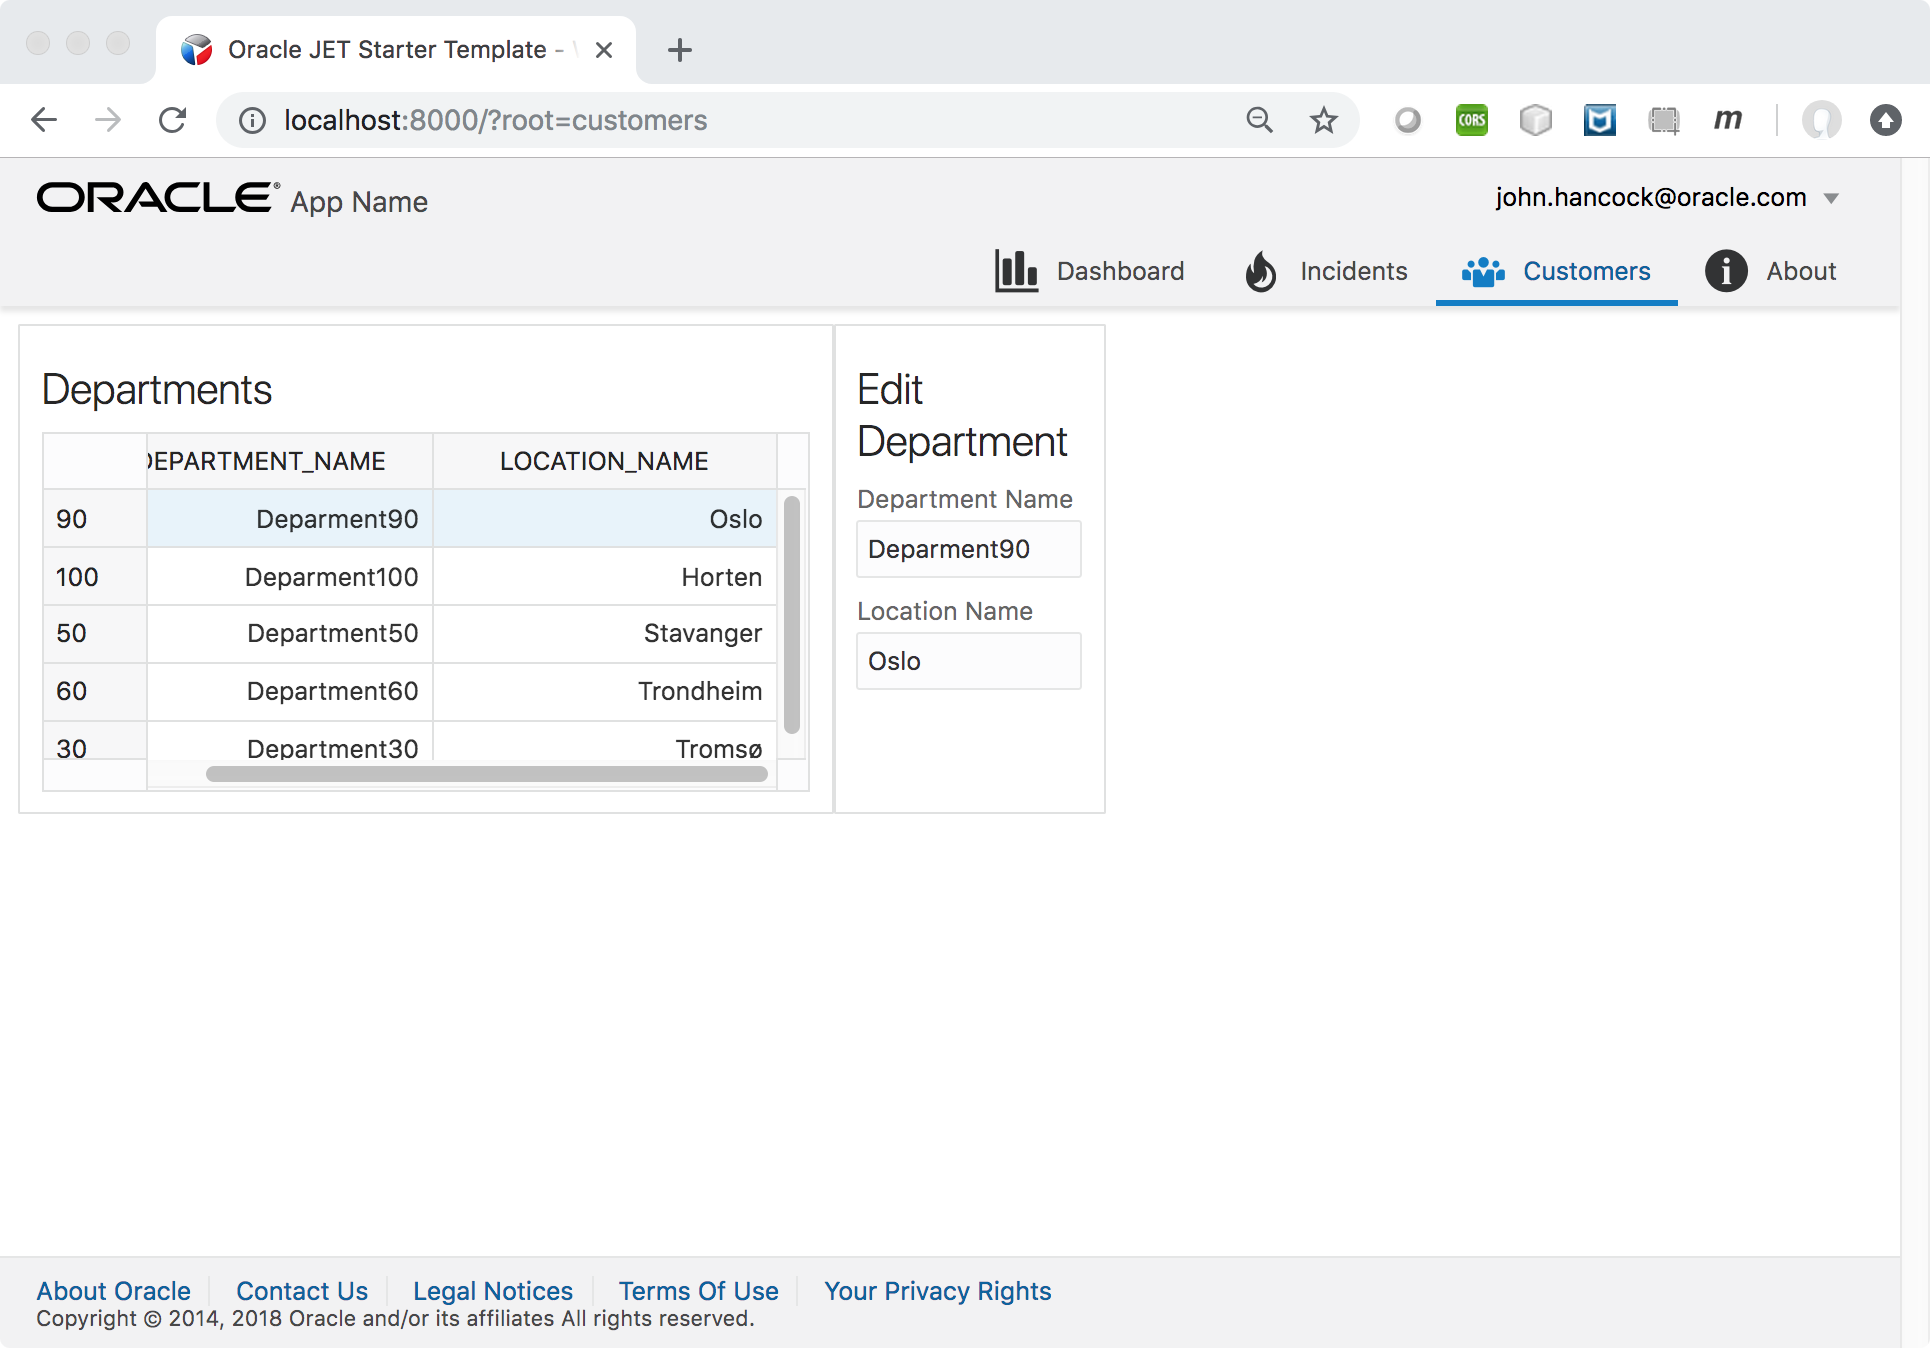 Oracle JET Starter Template -
localhost:8000/?root=customers
CORS
m
ORACLE® App Name
john.hancock@oracle.com
Dashboard Incidents Customers About
Departments
DEPARTMENT_NAME LOCATION_NAME
90 Deparment90 Oslo
100 Deparment100 Horten
50 Department50 Stavanger
60 Department60 Trondheim
30 Department30 Tromsø
Edit
Department
Department Name
Deparment90
Location Name
Oslo
About Oracle Contact Us Legal Notices Terms Of Use Your Privacy Rights
Copyright © 2014, 2018 Oracle and/or its affiliates All rights reserved.